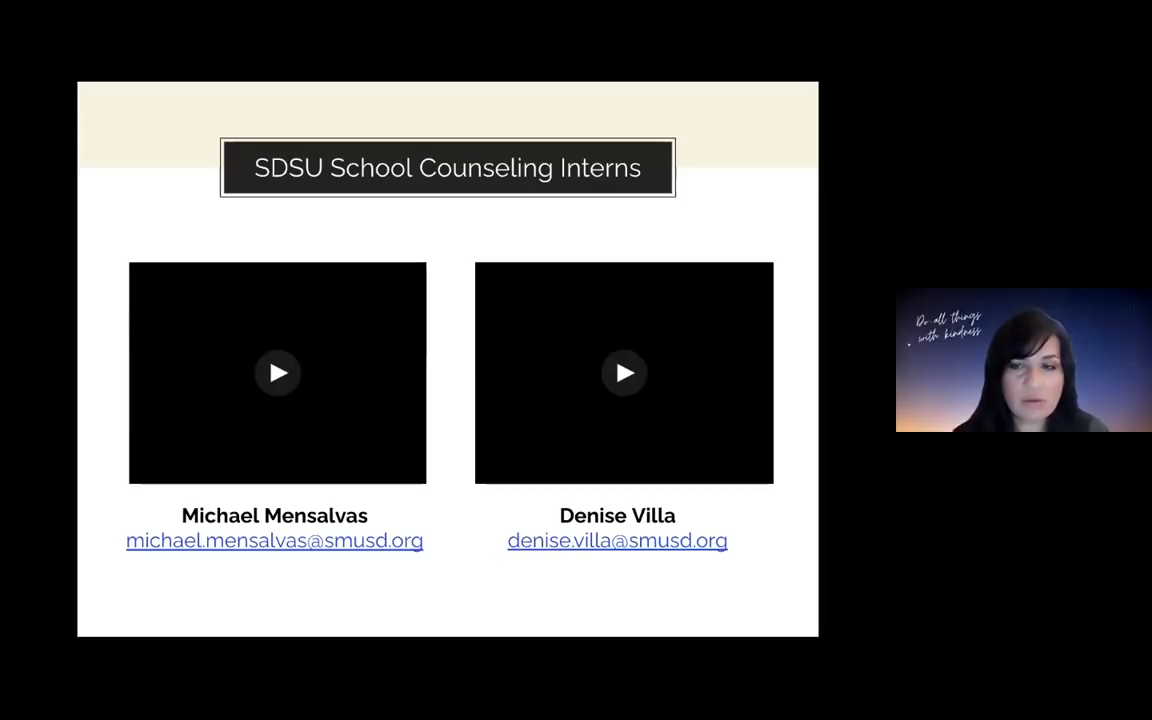 SDSU School Counseling Interns
Michael Mensalvas
michael.mensalvas@smusd.org
Denise Villa
denise.villa@smusd.org
Do all things
with kindness